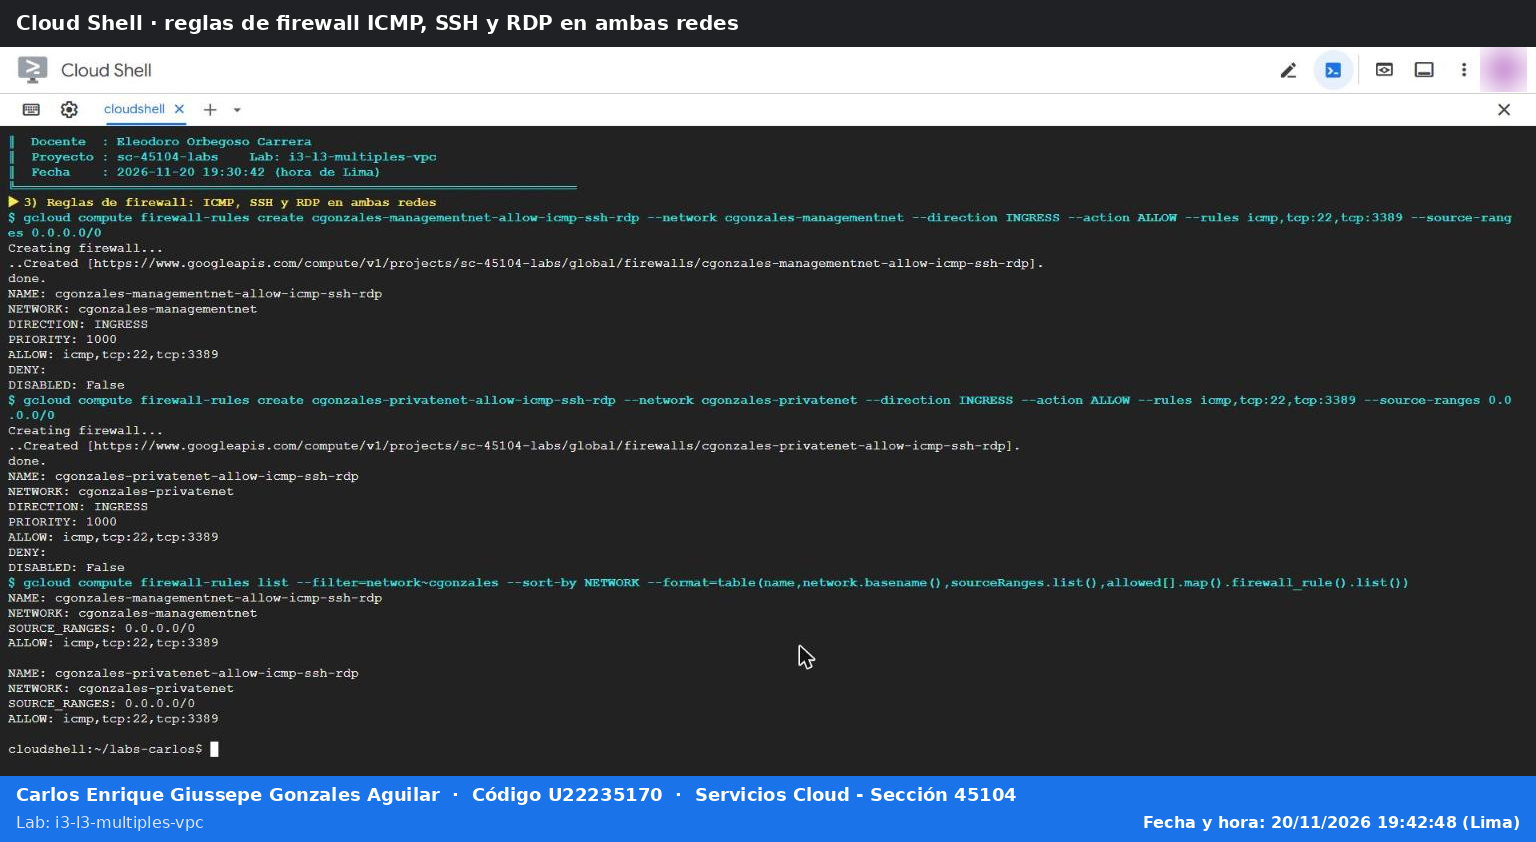 Cloud Shell · reglas de firewall ICMP, SSH y RDP en ambas redes
Cloud Shell
cloudshell
Docente  : Eleodoro Orbegoso Carrera
Proyecto : sc-45104-labs    Lab: i3-l3-multiples-vpc
Fecha    : 2026-11-20 19:30:42 (hora de Lima)
▶ 3) Reglas de firewall: ICMP, SSH y RDP en ambas redes
$ gcloud compute firewall-rules create cgonzales-managementnet-allow-icmp-ssh-rdp --network cgonzales-managementnet --direction INGRESS --action ALLOW --rules icmp,tcp:22,tcp:3389 --source-rang
es 0.0.0.0/0
Creating firewall...
..Created [https://www.googleapis.com/compute/v1/projects/sc-45104-labs/global/firewalls/cgonzales-managementnet-allow-icmp-ssh-rdp].
done.
NAME: cgonzales-managementnet-allow-icmp-ssh-rdp
NETWORK: cgonzales-managementnet
DIRECTION: INGRESS
PRIORITY: 1000
ALLOW: icmp,tcp:22,tcp:3389
DENY:
DISABLED: False
$ gcloud compute firewall-rules create cgonzales-privatenet-allow-icmp-ssh-rdp --network cgonzales-privatenet --direction INGRESS --action ALLOW --rules icmp,tcp:22,tcp:3389 --source-ranges 0.0
.0.0/0
Creating firewall...
..Created [https://www.googleapis.com/compute/v1/projects/sc-45104-labs/global/firewalls/cgonzales-privatenet-allow-icmp-ssh-rdp].
done.
NAME: cgonzales-privatenet-allow-icmp-ssh-rdp
NETWORK: cgonzales-privatenet
DIRECTION: INGRESS
PRIORITY: 1000
ALLOW: icmp,tcp:22,tcp:3389
DENY:
DISABLED: False
$ gcloud compute firewall-rules list --filter=network~cgonzales --sort-by NETWORK --format=table(name,network.basename(),sourceRanges.list(),allowed[].map().firewall_rule().list())
NAME: cgonzales-managementnet-allow-icmp-ssh-rdp
NETWORK: cgonzales-managementnet
SOURCE_RANGES: 0.0.0.0/0
ALLOW: icmp,tcp:22,tcp:3389
NAME: cgonzales-privatenet-allow-icmp-ssh-rdp
NETWORK: cgonzales-privatenet
SOURCE_RANGES: 0.0.0.0/0
ALLOW: icmp,tcp:22,tcp:3389
cloudshell:~/labs-carlos$
Carlos Enrique Giussepe Gonzales Aguilar · Código U22235170 · Servicios Cloud - Sección 45104
Lab: i3-l3-multiples-vpc
Fecha y hora: 20/11/2026 19:42:48 (Lima)